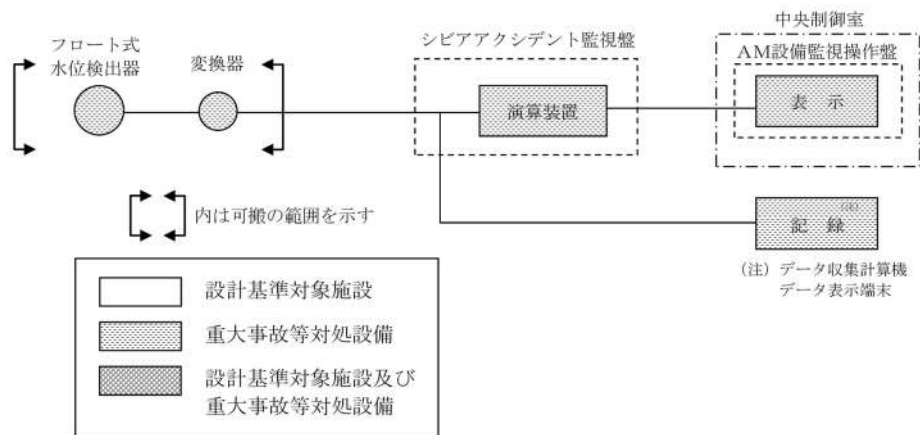 中央制御室
シビアアクシデント監視盤
AM設備監視操作盤
フロート式
水位検出器
変換器
演算装置
表 示
内は可搬の範囲を示す
記 録 (注)
(注) データ収集計算機
データ表示端末
設計基準対象施設
重大事故等対処設備
設計基準対象施設及び
重大事故等対処設備